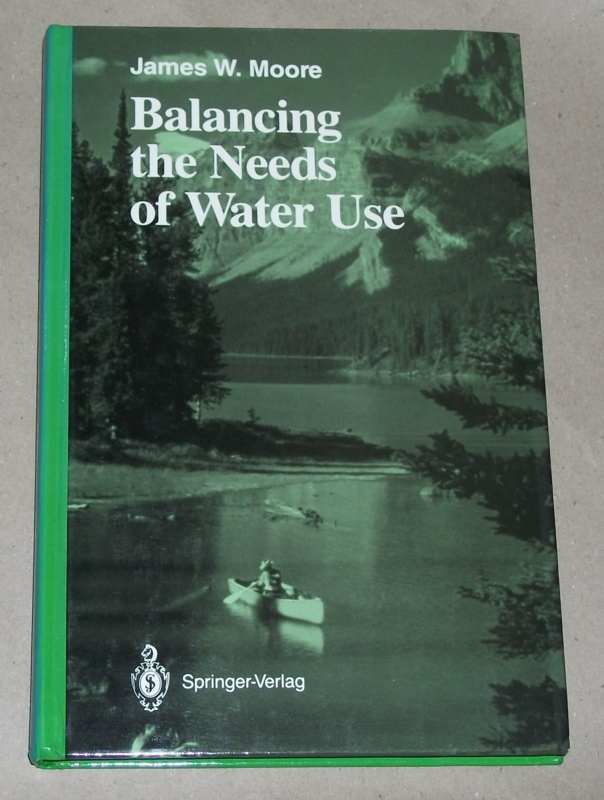 James W. Moore
Balancing
the Needs
of Water Use
Springer-Verlag